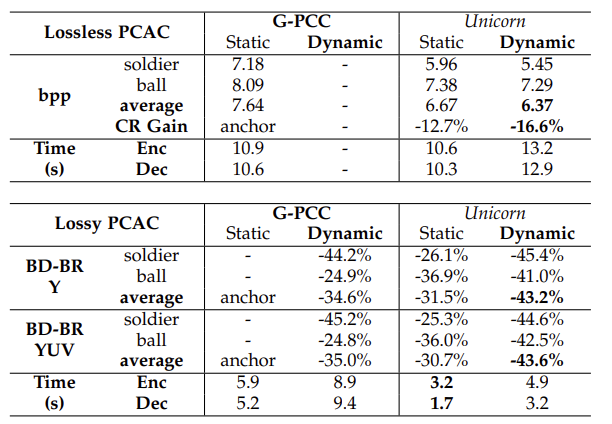 Lossless PCAC G-PCC Unicorn
Static Dynamic Static Dynamic
bpp soldier 7.18 - 5.96 5.45
ball 8.09 - 7.38 7.29
average 7.64 - 6.67 6.37
CR Gain anchor - -12.7% -16.6%
Time (s) Enc 10.9 - 10.6 13.2
Dec 10.6 - 10.3 12.9
Lossy PCAC G-PCC Unicorn
Static Dynamic Static Dynamic
BD-BR Y soldier - -44.2% -26.1% -45.4%
ball - -24.9% -36.9% -41.0%
average anchor -34.6% -31.5% -43.2%
BD-BR YUV soldier - -45.2% -25.3% -44.6%
ball - -24.8% -36.0% -42.5%
average anchor -35.0% -30.7% -43.6%
Time (s) Enc 5.9 8.9 3.2 4.9
Dec 5.2 9.4 1.7 3.2